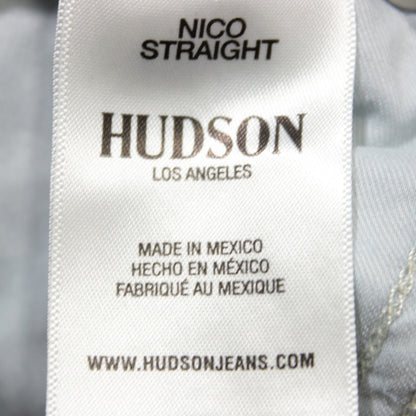 NICO
STRAIGHT
HUDSON
LOS ANGELES
MADE IN MEXICO
HECHO EN MÉXICO
FABRIQUÉ AU MEXIQUE
WWW.HUDSONJEANS.COM